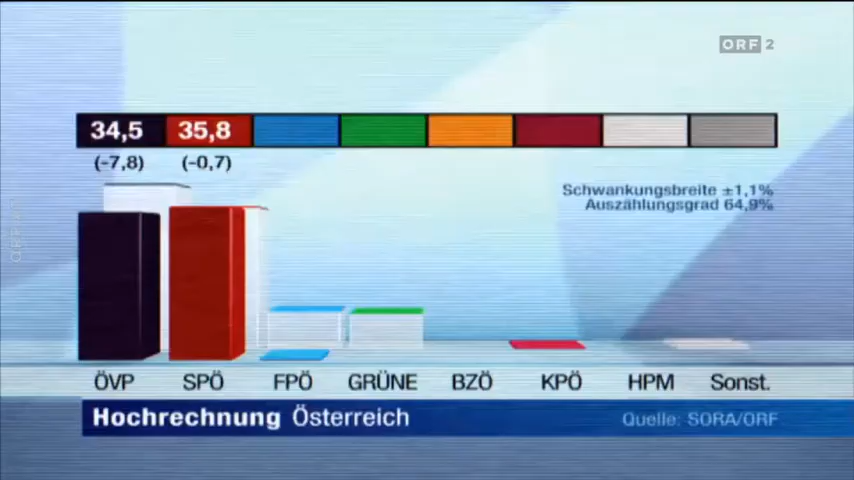 ORF 2
34,5 35,8
(-7,8) (-0,7)
Schwankungsbreite ±1,1%
Auszählungsgrad 64,9%
ÖVP SPÖ FPÖ GRÜNE BZÖ KPÖ HPM Sonst.
Hochrechnung Österreich
Quelle: SORA/ORF